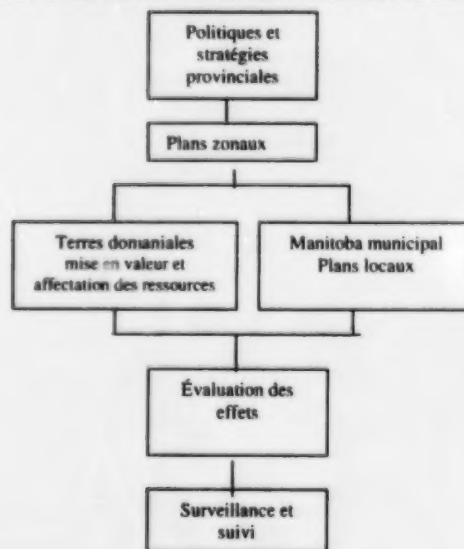 Politiques et
stratégies
provinciales
Plans zonaux
Terres domaniales
mise en valeur et
affectation des ressources
Manitoba municipal
Plans locaux
Évaluation des
effets
Surveillance et
suivi